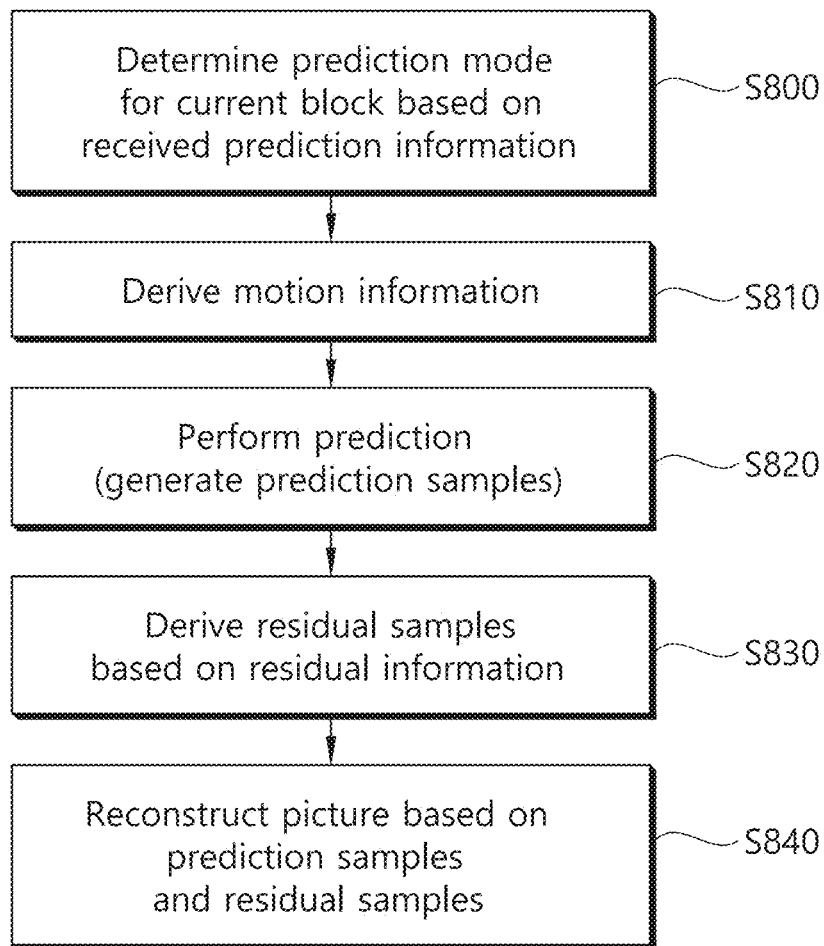 Determine prediction mode
for current block based on
received prediction information
S800
Derive motion information
S810
Perform prediction
(generate prediction samples)
S820
Derive residual samples
based on residual information
S830
Reconstruct picture based on
prediction samples
and residual samples
S840